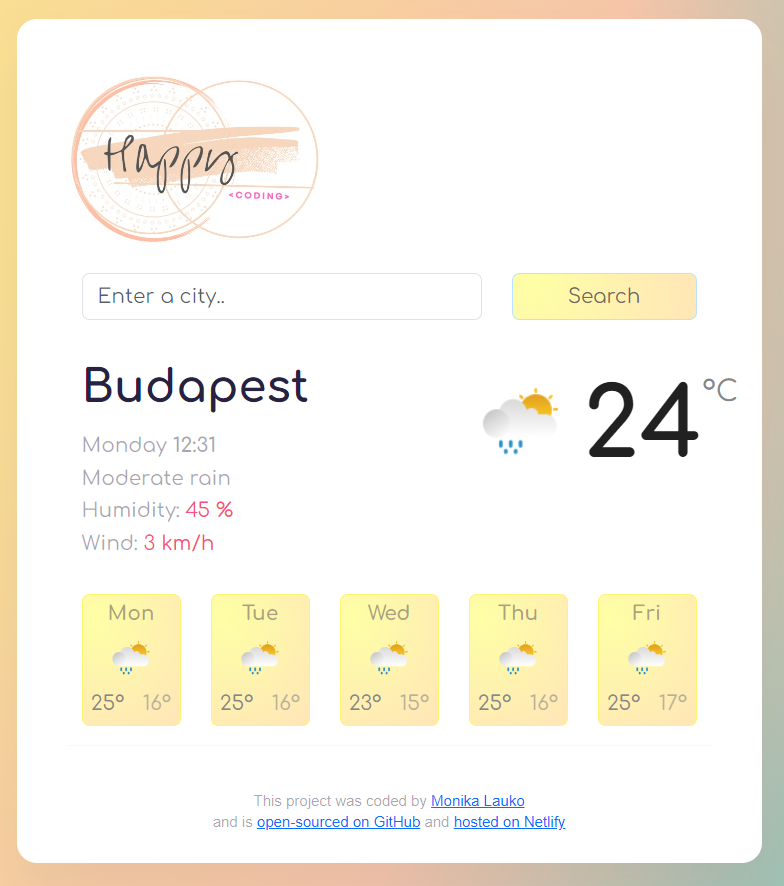 Happy
<CODING>
Enter a city.. Search
Budapest
24 °C
Monday 12:31
Moderate rain
Humidity: 45 %
Wind: 3 km/h
Mon Tue Wed Thu Fri
25° 16° 25° 16° 23° 15° 25° 16° 25° 17°
This project was coded by Monika Lauko
and is open-sourced on GitHub and hosted on Netlify